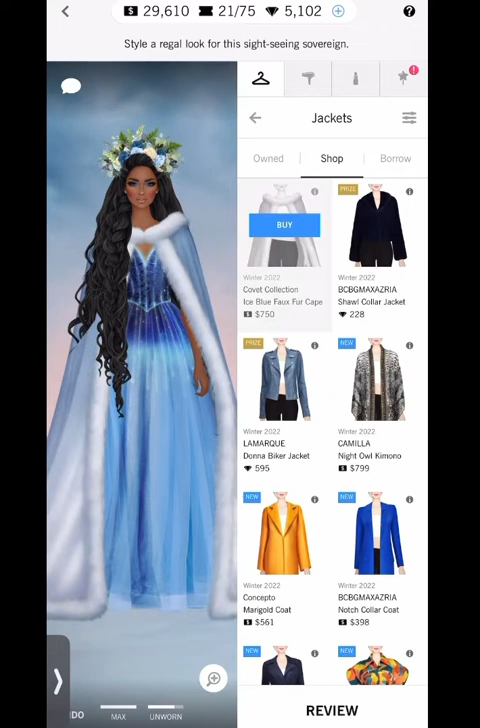 $ 29,610 21/75 5,102
?
Style a regal look for this sight-seeing sovereign.
!
Jackets
Owned Shop Borrow
BUY
Winter 2022
Covet Collection
Ice Blue Faux Fur Cape
$ $750
PRIZE
Winter 2022
BCBGMAXAZRIA
Shawl Collar Jacket
228
PRIZE
Winter 2022
LAMARQUE
Donna Biker Jacket
595
NEW
Winter 2022
CAMILLA
Night Owl Kimono
$ $799
NEW
Winter 2022
Concepto
Marigold Coat
$ $561
NEW
Winter 2022
BCBGMAXAZRIA
Notch Collar Coat
$ $398
NEW
NEW
DO MAX UNWORN
REVIEW